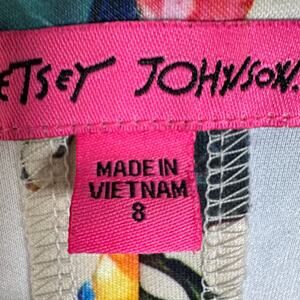 ETSEY JOHNSON.
MADE IN
VIETNAM
8